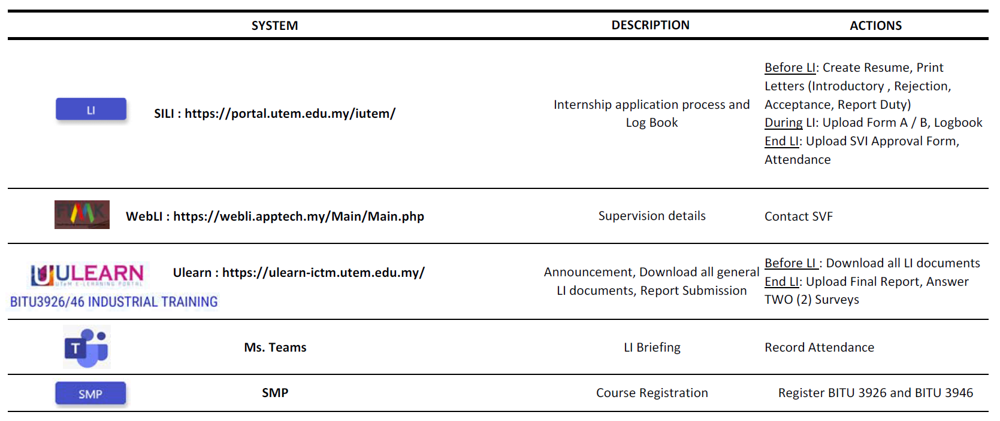 SYSTEM DESCRIPTION ACTIONS
LI
SILI : https://portal.utem.edu.my/iutem/
Internship application process and
Log Book
Before LI: Create Resume, Print
Letters (Introductory , Rejection,
Acceptance, Report Duty)
During LI: Upload Form A / B, Logbook
End LI: Upload SVI Approval Form,
Attendance
FTMK
WebLI : https://webli.apptech.my/Main/Main.php
Supervision details
Contact SVF
ULEARN
UTeM E-LEARNING PORTAL
BITU3926/46 INDUSTRIAL TRAINING
Ulearn : https://ulearn-ictm.utem.edu.my/
Announcement, Download all general
LI documents, Report Submission
Before LI : Download all LI documents
End LI: Upload Final Report, Answer
TWO (2) Surveys
T
Ms. Teams
LI Briefing
Record Attendance
SMP
SMP
Course Registration
Register BITU 3926 and BITU 3946